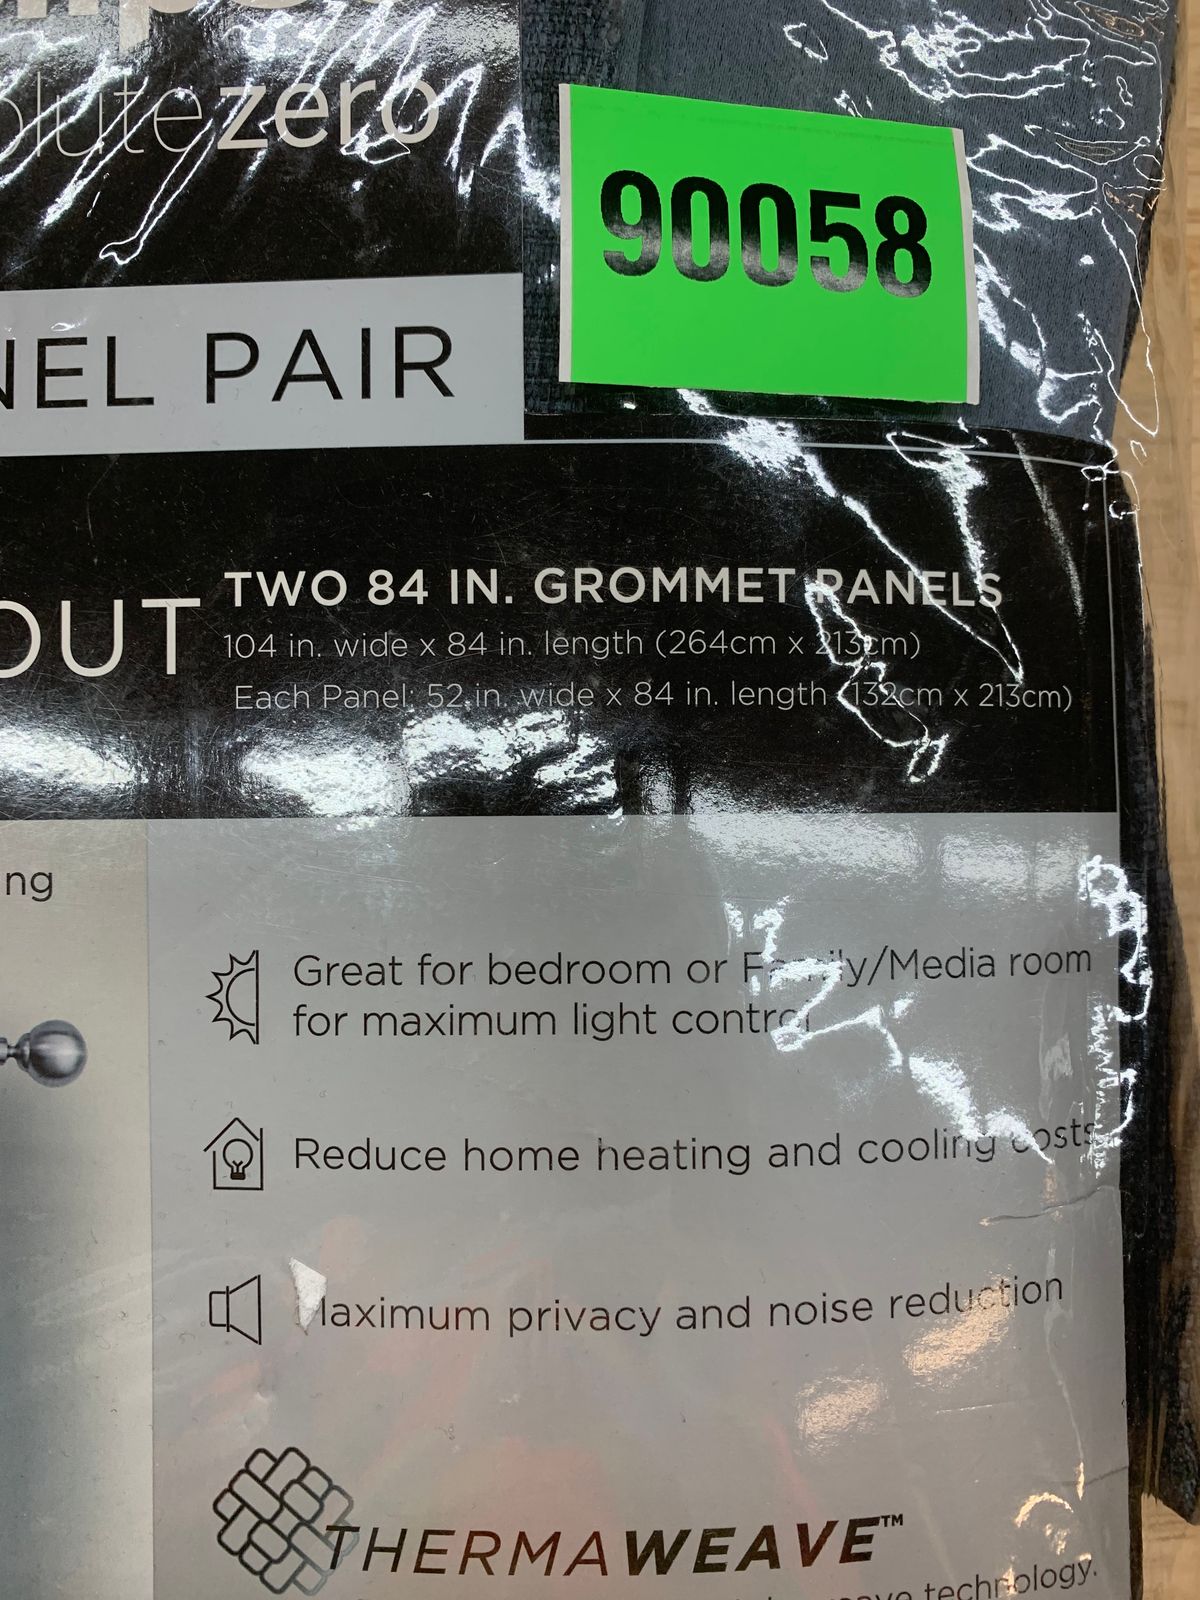 olutezero
90058
NEL PAIR
OUT
TWO 84 IN. GROMMET PANELS
104 in. wide x 84 in. length (264cm x 213cm)
Each Panel: 52 in. wide x 84 in. length (132cm x 213cm)
ng
Great for bedroom or Family/Media room
for maximum light control
Reduce home heating and cooling costs
Maximum privacy and noise reduction
THERMAWEAVE™
technology.